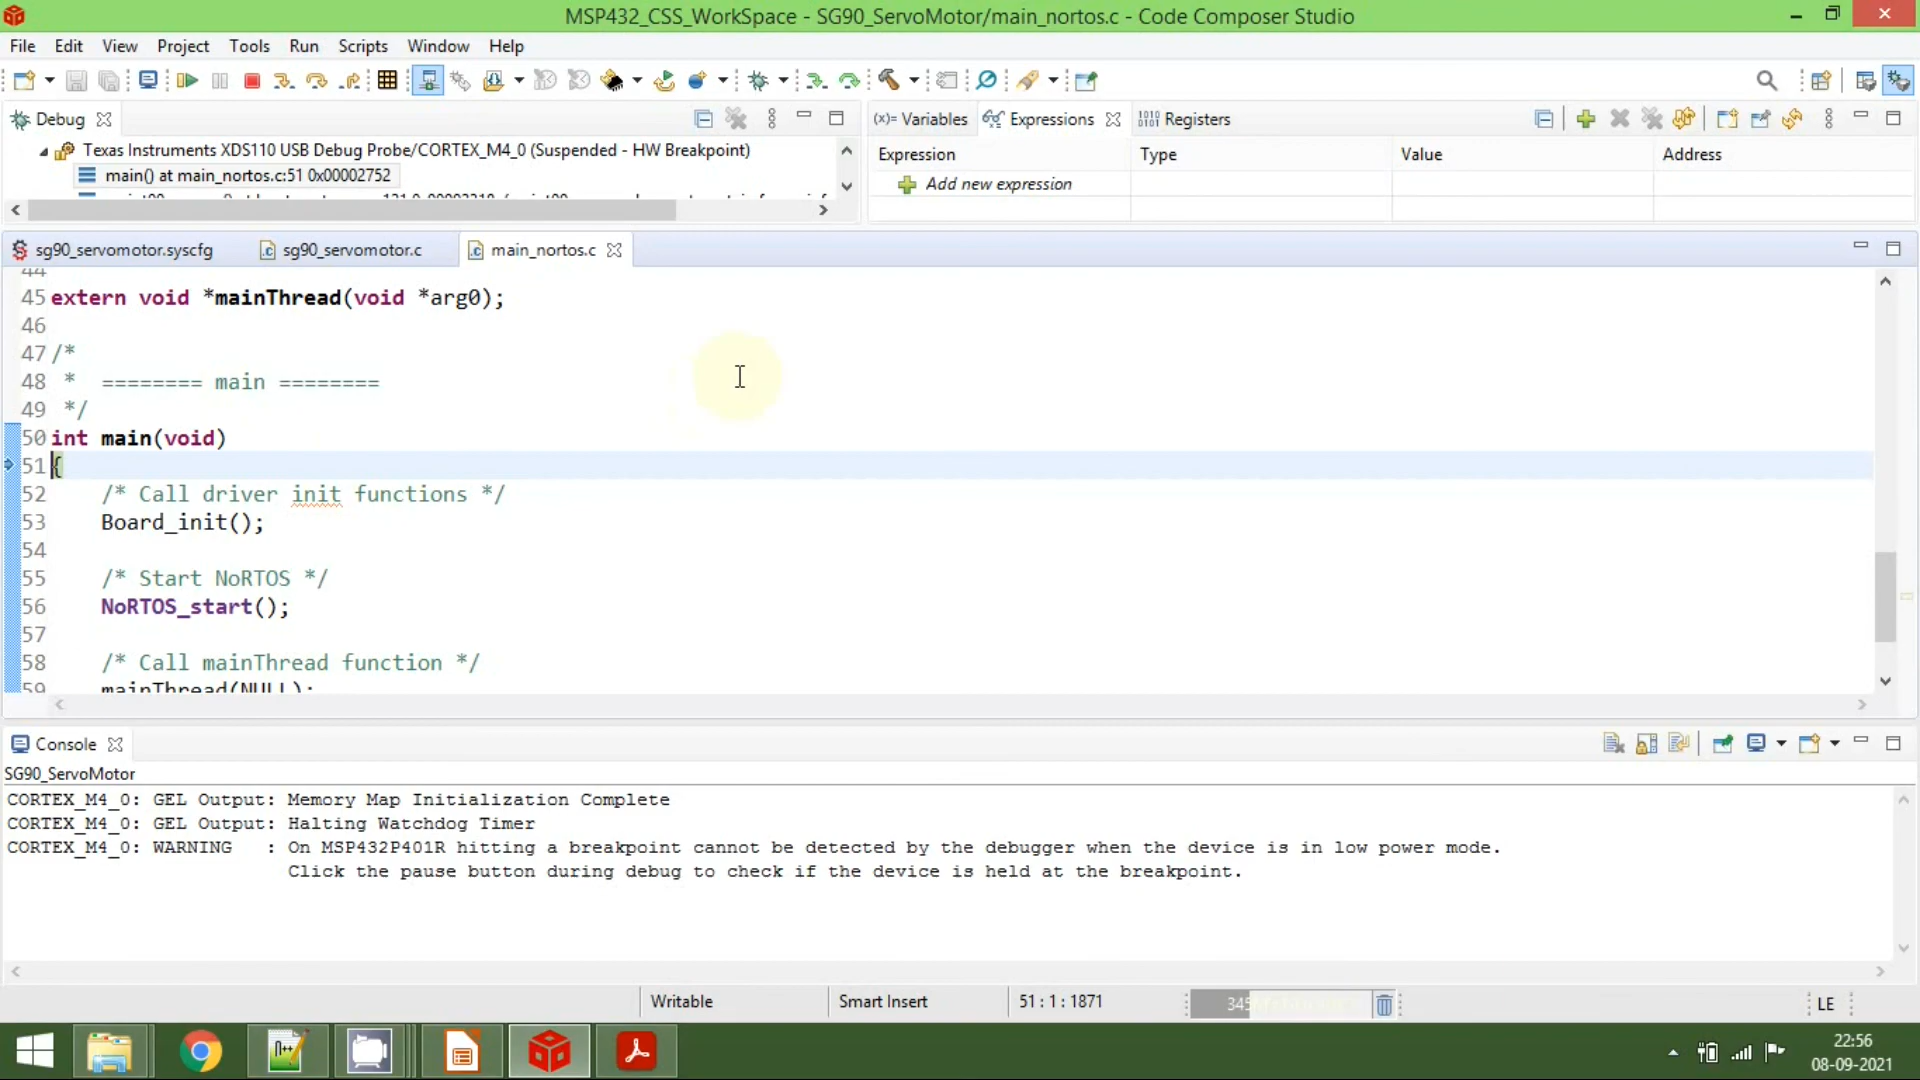 MSP432_CSS_WorkSpace - SG90_ServoMotor/main_nortos.c - Code Composer Studio
File Edit View Project Tools Run Scripts Window Help
Debug
(x)= Variables Expressions 1010 0101 Registers
Texas Instruments XDS110 USB Debug Probe/CORTEX_M4_0 (Suspended - HW Breakpoint)
main() at main_nortos.c:51 0x00002752
Expression Type Value Address
Add new expression
sg90_servomotor.syscfg sg90_servomotor.c main_nortos.c
44
45 extern void *mainThread(void *arg0);
46
47 /*
48  *  ======== main ========
49  */
50 int main(void)
51 {
52     /* Call driver init functions */
53     Board_init();
54
55     /* Start NoRTOS */
56     NoRTOS_start();
57
58     /* Call mainThread function */
59     mainThread(NULL);
Console
SG90_ServoMotor
CORTEX_M4_0: GEL Output: Memory Map Initialization Complete
CORTEX_M4_0: GEL Output: Halting Watchdog Timer
CORTEX_M4_0: WARNING : On MSP432P401R hitting a breakpoint cannot be detected by the debugger when the device is in low power mode.
Click the pause button during debug to check if the device is held at the breakpoint.
Writable Smart Insert 51 : 1 : 1871 LE
22:56
08-09-2021